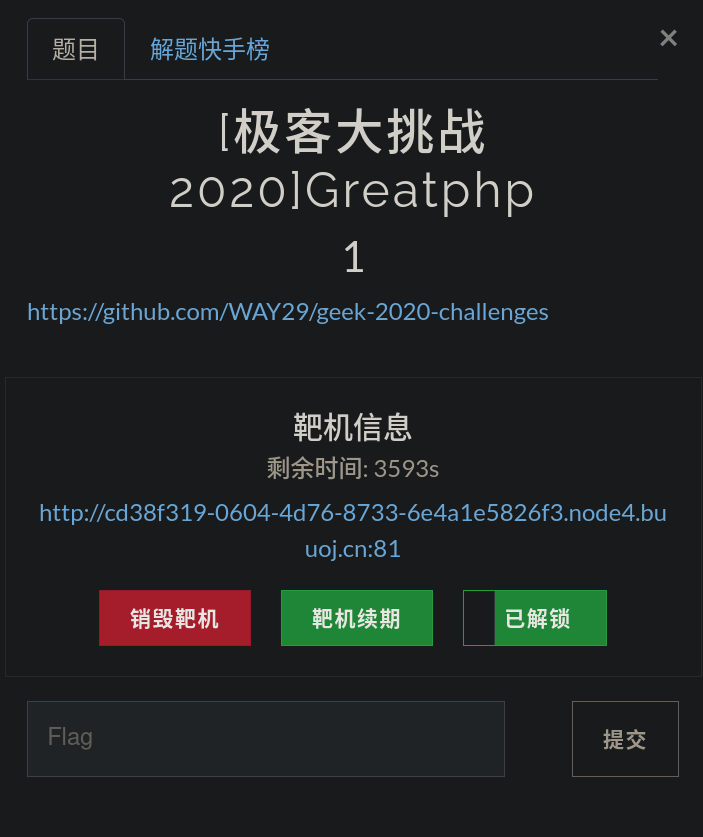 题目
解题快手榜
×
[极客大挑战
2020]Greatphp
1
https://github.com/WAY29/geek-2020-challenges
靶机信息
剩余时间: 3593s
http://cd38f319-0604-4d76-8733-6e4a1e5826f3.node4.bu
uoj.cn:81
销毁靶机
靶机续期
已解锁
Flag
提交